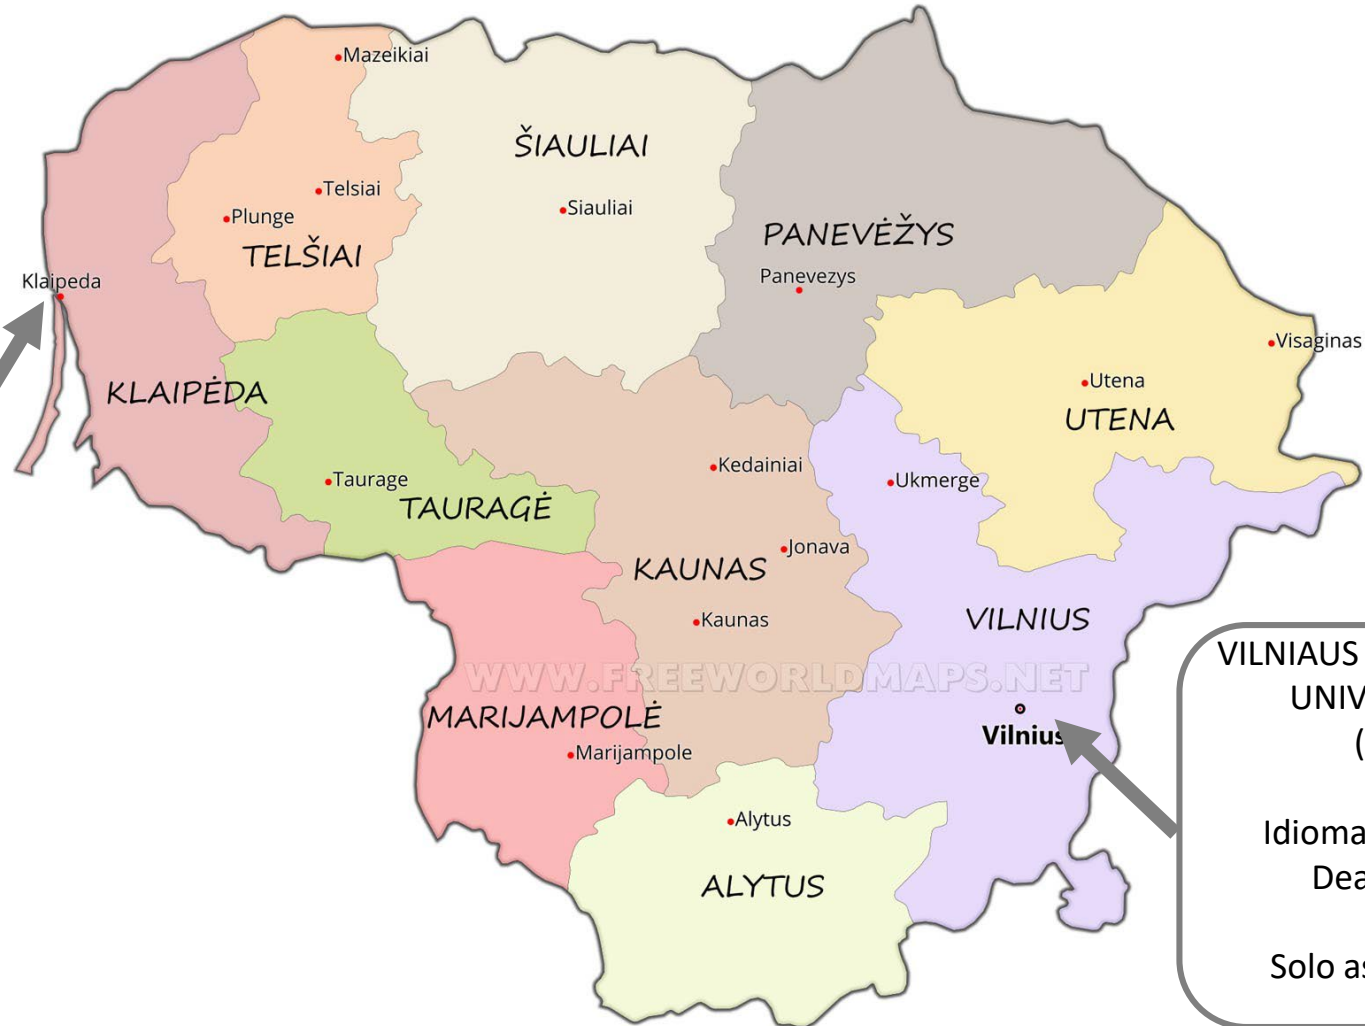 Mazeikiai
ŠIAULIAI
Telsiai
Siauliai
Plunge
PANEVĖŽYS
TELŠIAI
Klaipeda
Panevezys
Visaginas
Utena
KLAIPĖDA
UTENA
Kedainiai
Taurage
Ukmerge
TAURAGĖ
Jonava
KAUNAS
Kaunas
VILNIUS
WWW.FREEWORLDMAPS.NET
MARIJAMPOLĖ
Vilnius
Marijampole
Alytus
ALYTUS
VILNIAUS
UNIV
(
Idioma
Dea
Solo as